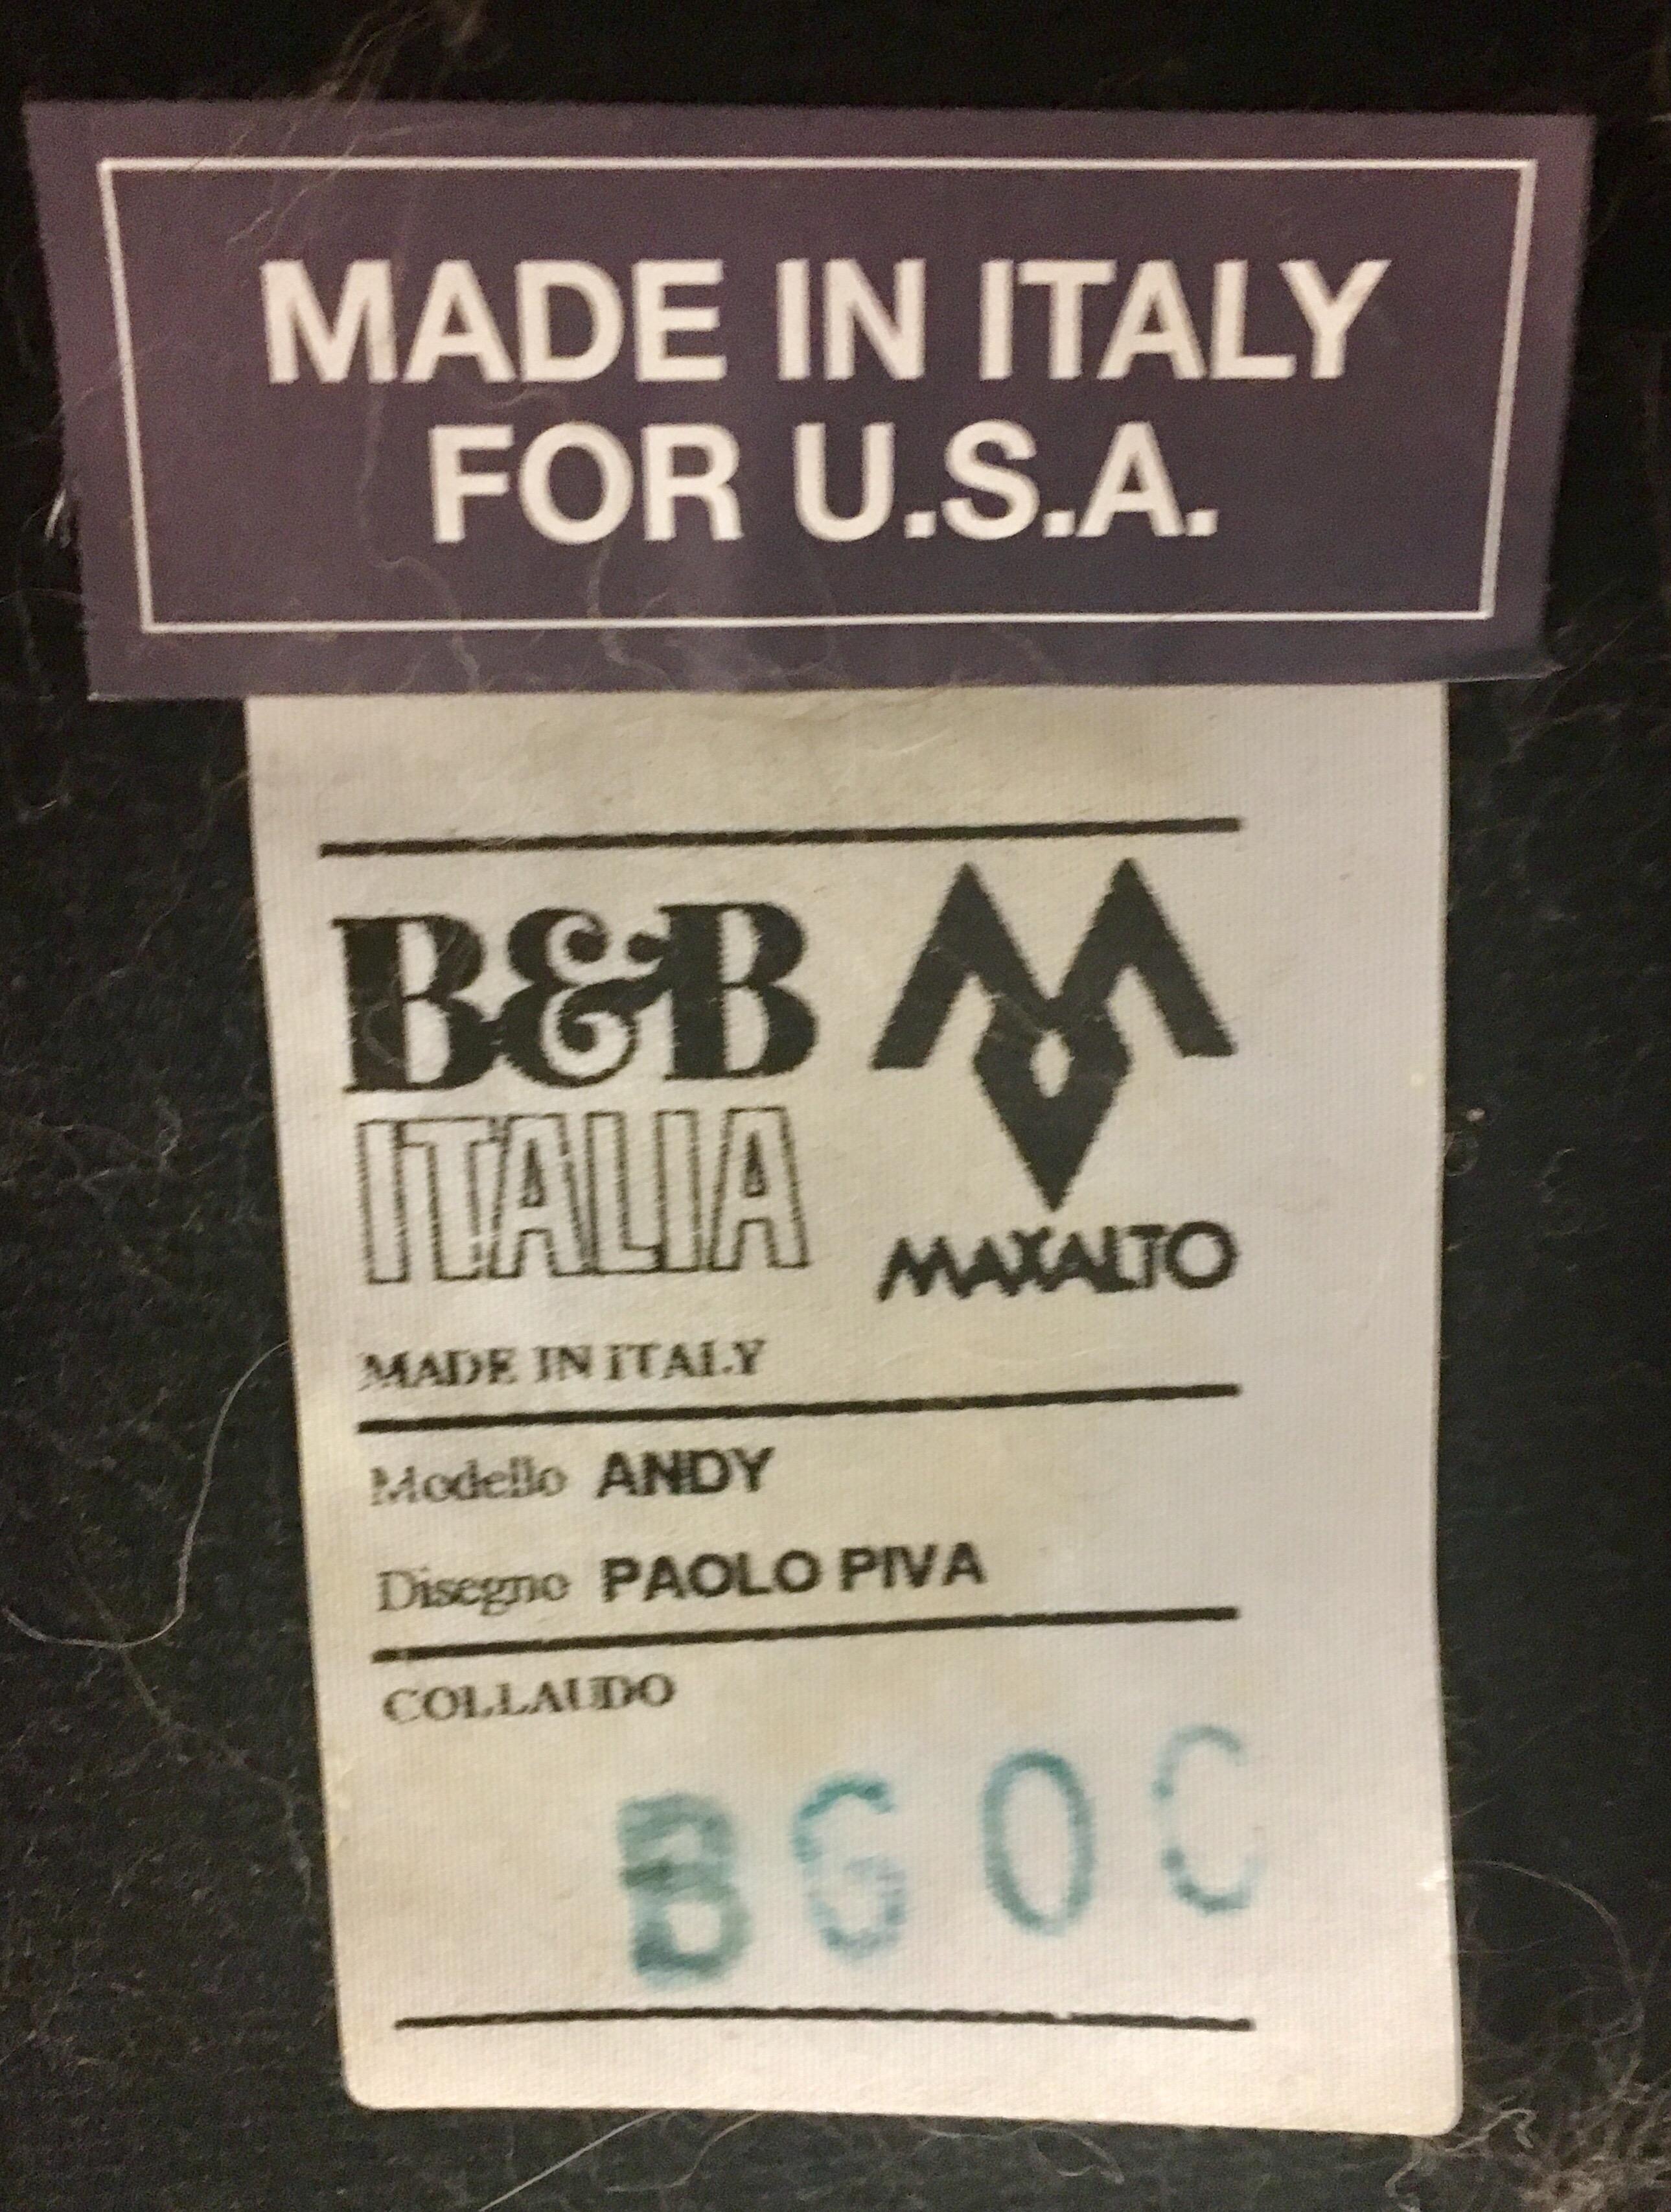 MADE IN ITALY
FOR U.S.A.
B&B
ITALIA
MAXALTO
MADE IN ITALY
Modello ANDY
Disegno PAOLO PIVA
COLLAUDO